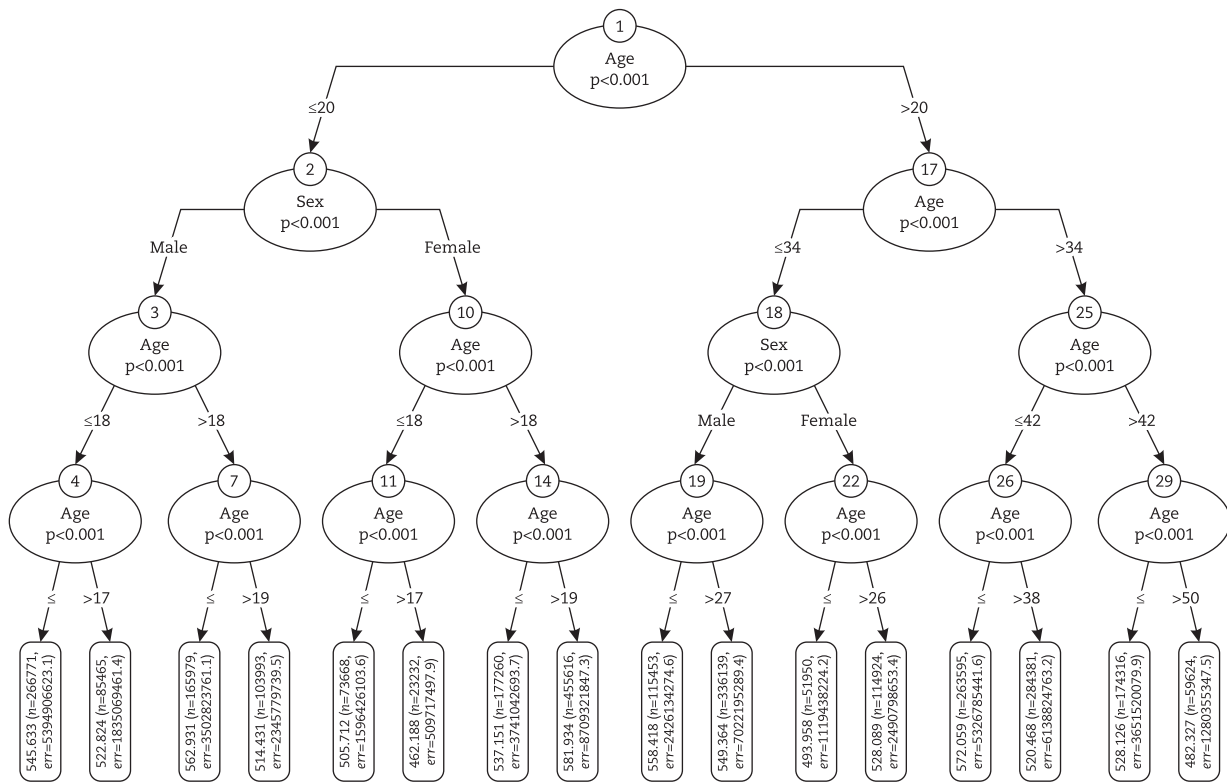 1
Age
p<0.001
≤20
>20
2
Sex
p<0.001
17
Age
p<0.001
Male
Female
≤34
>34
3
Age
p<0.001
10
Age
p<0.001
18
Sex
p<0.001
25
Age
p<0.001
≤18
>18
≤18
>18
Male
Female
≤42
>42
4
Age
p<0.001
7
Age
p<0.001
11
Age
p<0.001
14
Age
p<0.001
19
Age
p<0.001
22
Age
p<0.001
26
Age
p<0.001
29
Age
p<0.001
≤
>17
≤
>19
≤
>17
≤
>19
≤
>27
≤
>26
≤
>38
≤
>50
545.633 (n=266771,
err=5394906623.1)
522.824 (n=85465,
err=1835069461.4)
562.931 (n=165979,
err=3502823761.1)
514.431 (n=103993,
err=2345779739.5)
505.712 (n=73668,
err=1596426103.6)
462.188 (n=23232,
err=509717497.9)
537.151 (n=177260,
err=3741042693.7)
581.934 (n=455616,
err=8709321847.3)
558.418 (n=115453,
err=2426134274.6)
549.364 (n=336139,
err=7022195289.4)
493.958 (n=51950,
err=1119438224.2)
528.089 (n=114924,
err=2490798653.4)
572.059 (n=263595,
err=5326785441.6)
520.468 (n=284381,
err=6138824763.2)
528.126 (n=174316,
err=3651520079.9)
482.327 (n=59624,
err=1280355347.5)